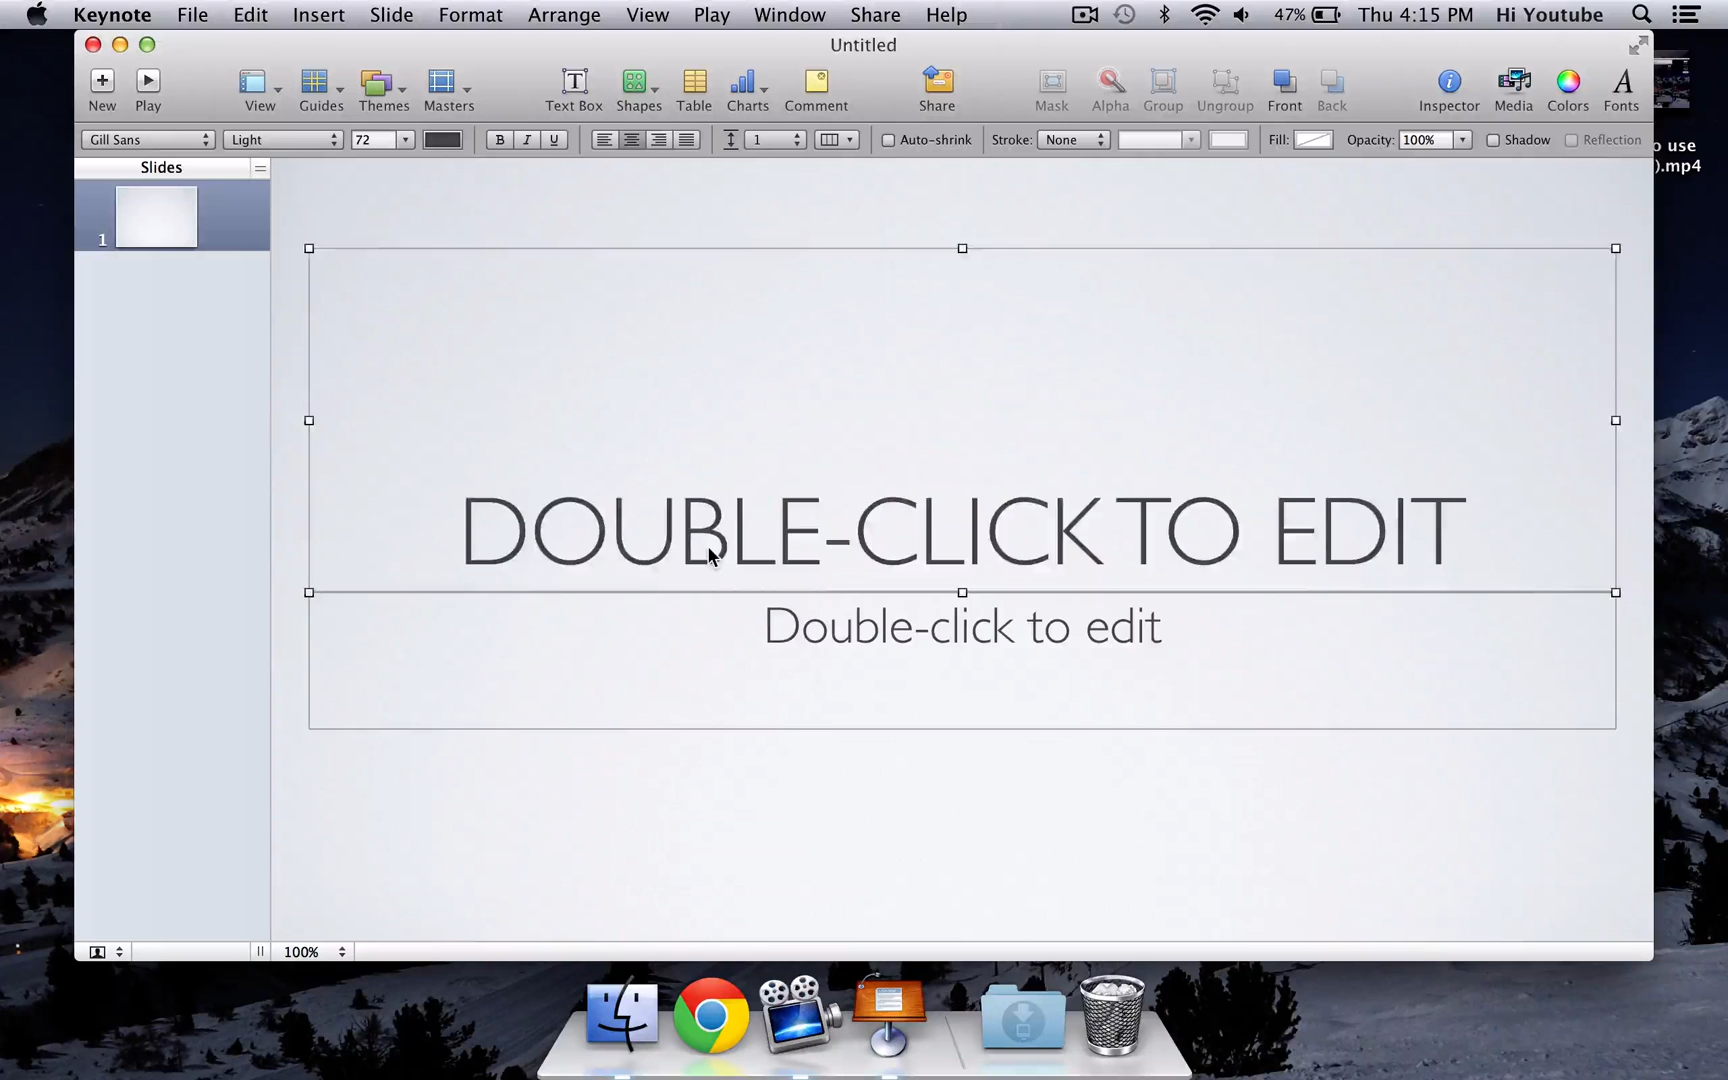 Keynote File Edit Insert Slide Format Arrange View Play Window Share Help 47% Thu 4:15 PM Hi Youtube
Untitled
New Play View Guides Themes Masters Text Box Shapes Table Charts Comment Share Mask Alpha Group Ungroup Front Back Inspector Media Colors Fonts
Gill Sans Light 72 B I U 1 Auto-shrink Stroke: None Fill: Opacity: 100% Shadow Reflection
o use
).mp4
Slides
1
DOUBLE-CLICK TO EDIT
Double-click to edit
100%